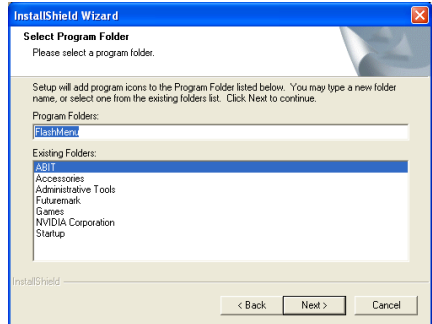 InstallShield Wizard
Select Program Folder
Please select a program folder.
Setup will add program icons to the Program Folder listed below. You may type a new folder
name, or select one from the existing folders list. Click Next to continue.
Program Folders:
FlashMenu
Existing Folders:
ABIT
Accessories
Administrative Tools
Futuremark
Games
NVIDIA Corporation
Startup
InstallShield
< Back Next > Cancel